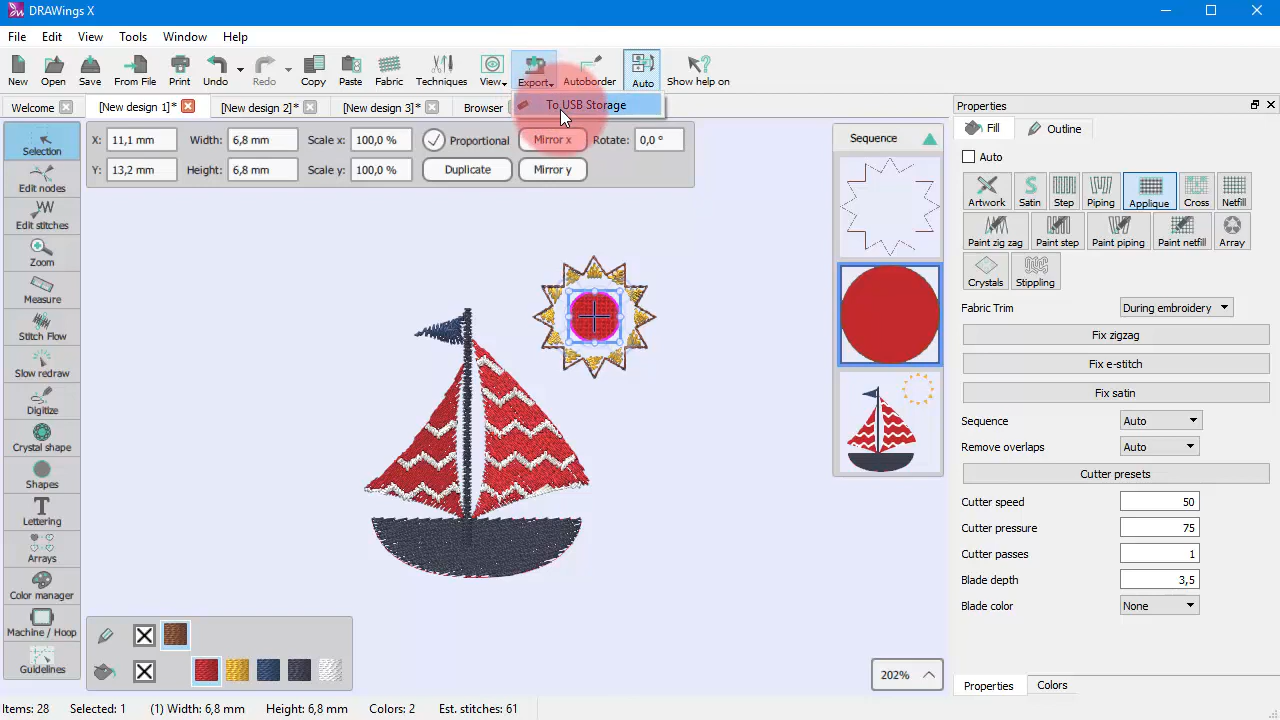 DRAWings X
File Edit View Tools Window Help
New Open Save From File Print Undo Redo Copy Paste Fabric Techniques View Export Autoborder Auto Show help on
Welcome [New design 1]* [New design 2]* [New design 3]* Browser
To USB Storage
Properties
X: 11,1 mm Width: 6,8 mm Scale x: 100,0 % Proportional Mirror x Rotate: 0,0 °
Y: 13,2 mm Height: 6,8 mm Scale y: 100,0 % Duplicate Mirror y
Sequence
Selection
Edit nodes
Edit stitches
Zoom
Measure
Stitch Flow
Slow redraw
Digitize
Crystal shape
Shapes
Lettering
Arrays
Color manager
Machine / Hoop
Guidelines
Fill Outline
Auto
Artwork Satin Step Piping Applique Cross Netfill
Paint zig zag Paint step Paint piping Paint netfill Array
Crystals Stippling
Fabric Trim During embroidery
Fix zigzag
Fix e-stitch
Fix satin
Sequence Auto
Remove overlaps Auto
Cutter presets
Cutter speed 50
Cutter pressure 75
Cutter passes 1
Blade depth 3,5
Blade color None
202%
Properties Colors
Items: 28 Selected: 1 (1) Width: 6,8 mm Height: 6,8 mm Colors: 2 Est. stitches: 61